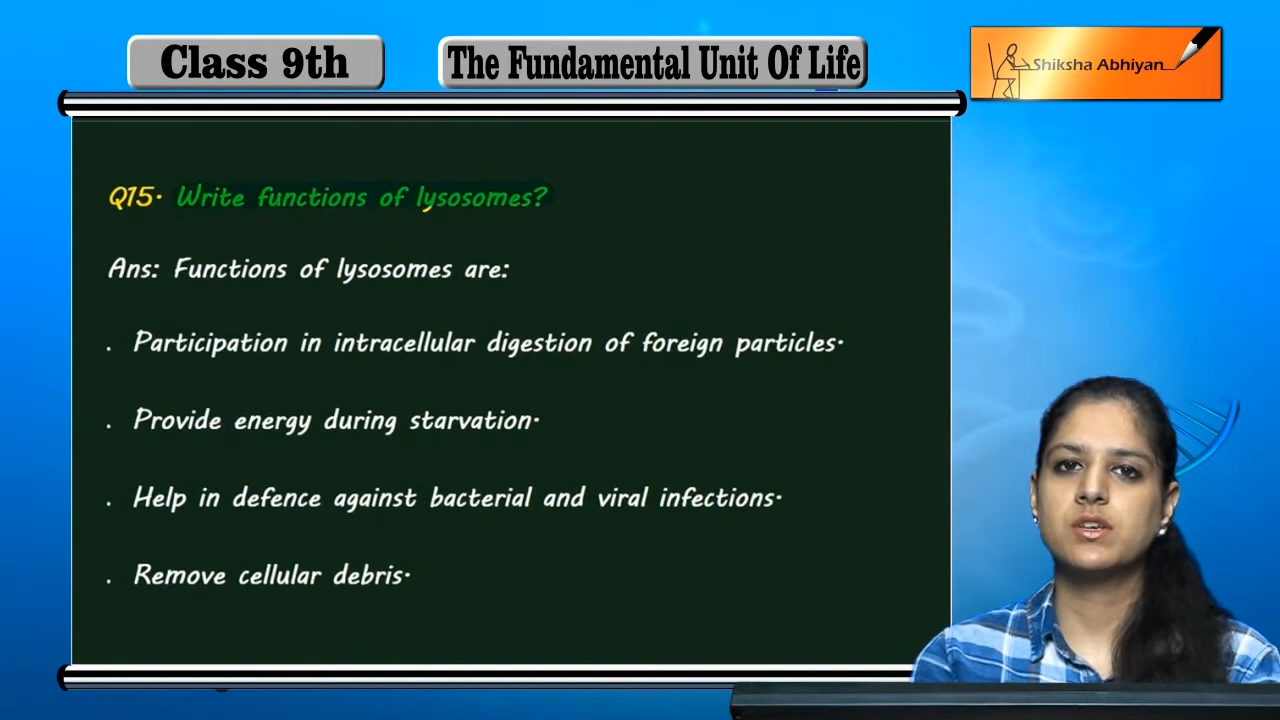 Class 9th
The Fundamental Unit Of Life
Shiksha Abhiyan
Q15. Write functions of lysosomes?
Ans: Functions of lysosomes are:
. Participation in intracellular digestion of foreign particles.
. Provide energy during starvation.
. Help in defence against bacterial and viral infections.
. Remove cellular debris.